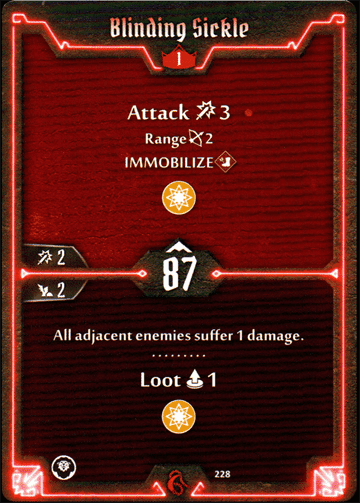 Blinding Sickle
1
Attack 3
Range 2
IMMOBILIZE
2
87
2
All adjacent enemies suffer 1 damage.
Loot 1
228